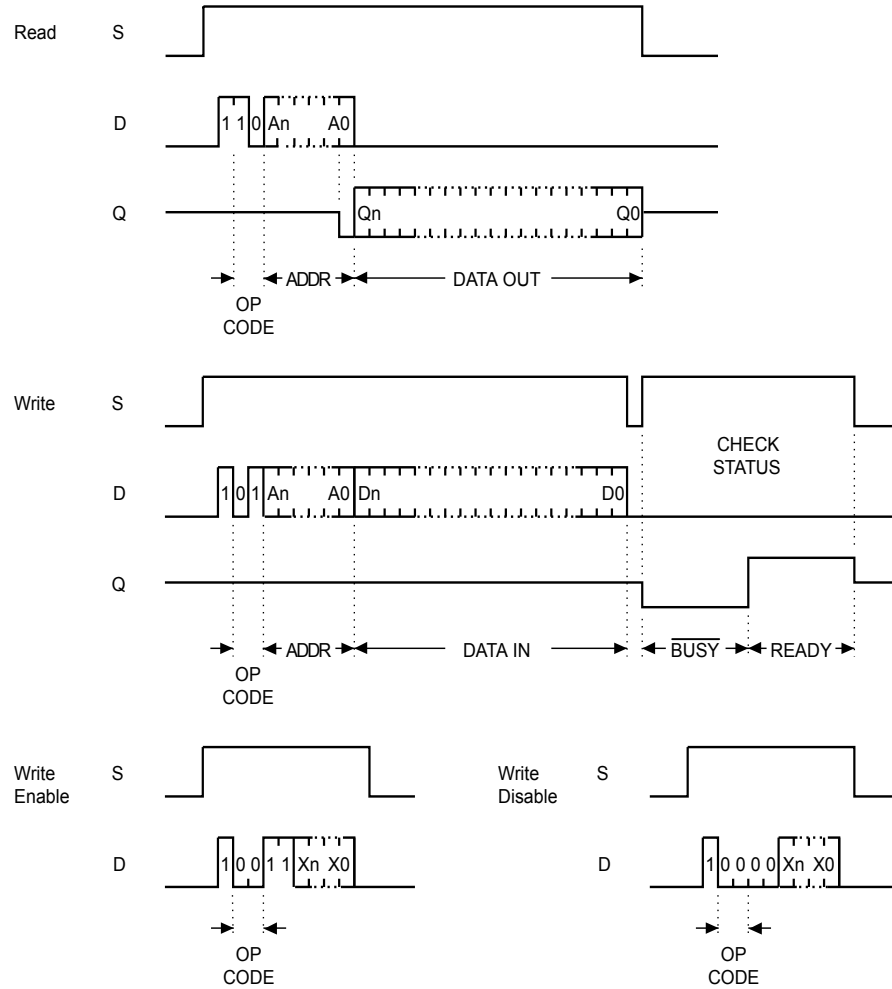 Read S
D 1 1 0 An A0
Q Qn Q0
ADDR DATA OUT
OP
CODE
Write S
CHECK
STATUS
D 1 0 1 An A0 Dn D0
Q
ADDR DATA IN BUSY READY
OP
CODE
Write
Enable
S
D 1 0 0 1 1 Xn X0
OP
CODE
Write
Disable
S
D 1 0 0 0 0 Xn X0
OP
CODE